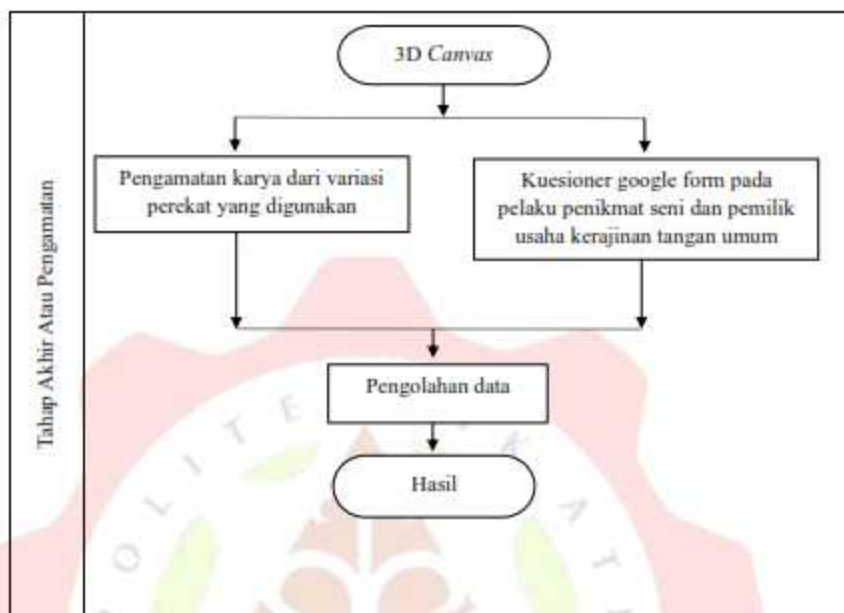 3D Canvas
Pengamatan karya dari variasi
perekat yang digunakan
Kuesioner google form pada
pelaku penikmat seni dan pemilik
usaha kerajinan tangan umum
Tahap Akhir Atau Pengamatan
Pengolahan data
Hasil